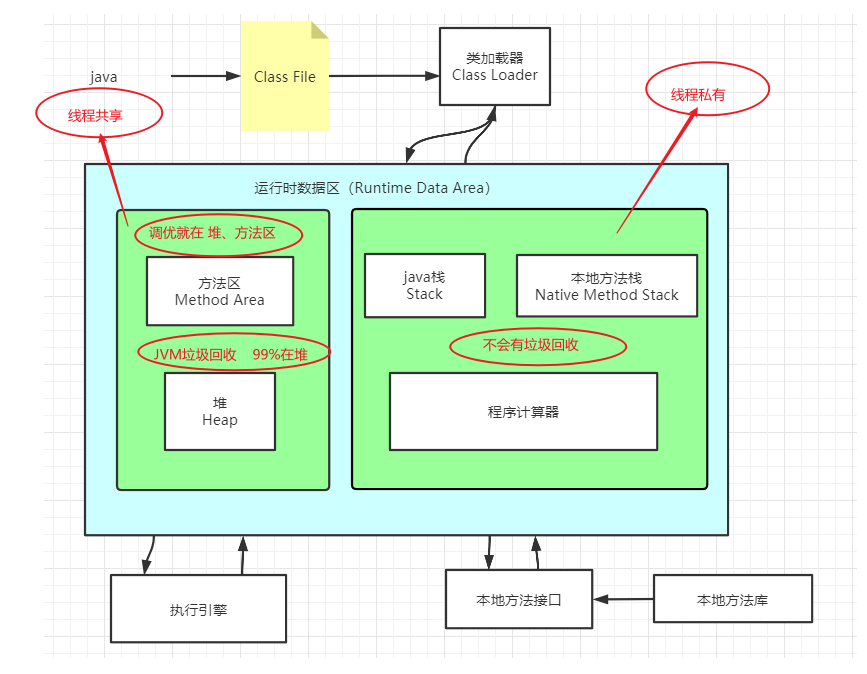 java
Class File
类加载器
Class Loader
线程共享
线程私有
运行时数据区（Runtime Data Area）
调优就在 堆、方法区
方法区
Method Area
JVM垃圾回收 99%在堆
堆
Heap
java栈
Stack
本地方法栈
Native Method Stack
不会有垃圾回收
程序计算器
执行引擎
本地方法接口
本地方法库